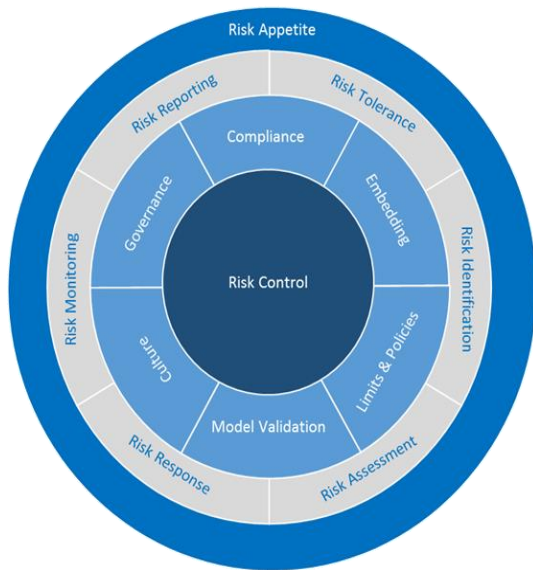 Risk Appetite
Risk Reporting
Risk Tolerance
Risk Identification
Risk Assessment
Risk Response
Risk Monitoring
Compliance
Embedding
Limits & Policies
Model Validation
Culture
Governance
Risk Control